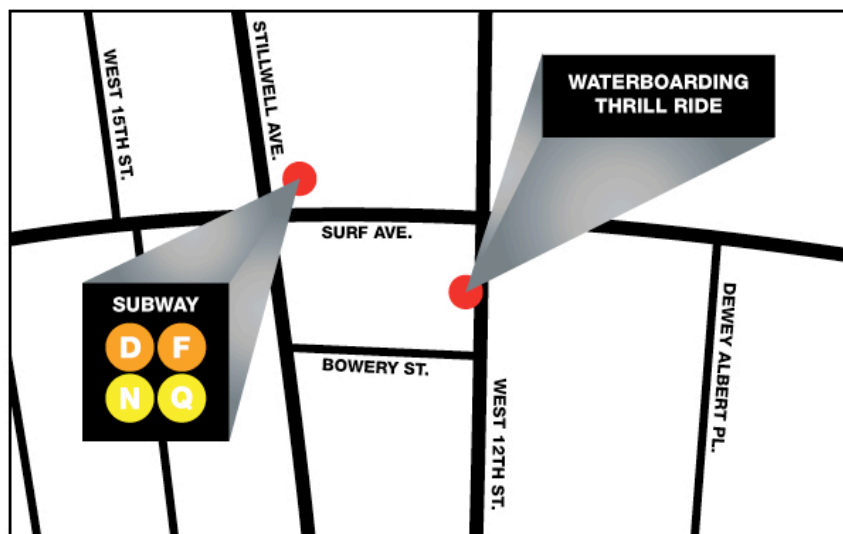 WEST 15TH ST.
STILLWELL AVE.
WATERBOARDING
THRILL RIDE
SURF AVE.
SUBWAY
D F
N Q
BOWERY ST.
WEST 12TH ST.
DEWEY ALBERT PL.